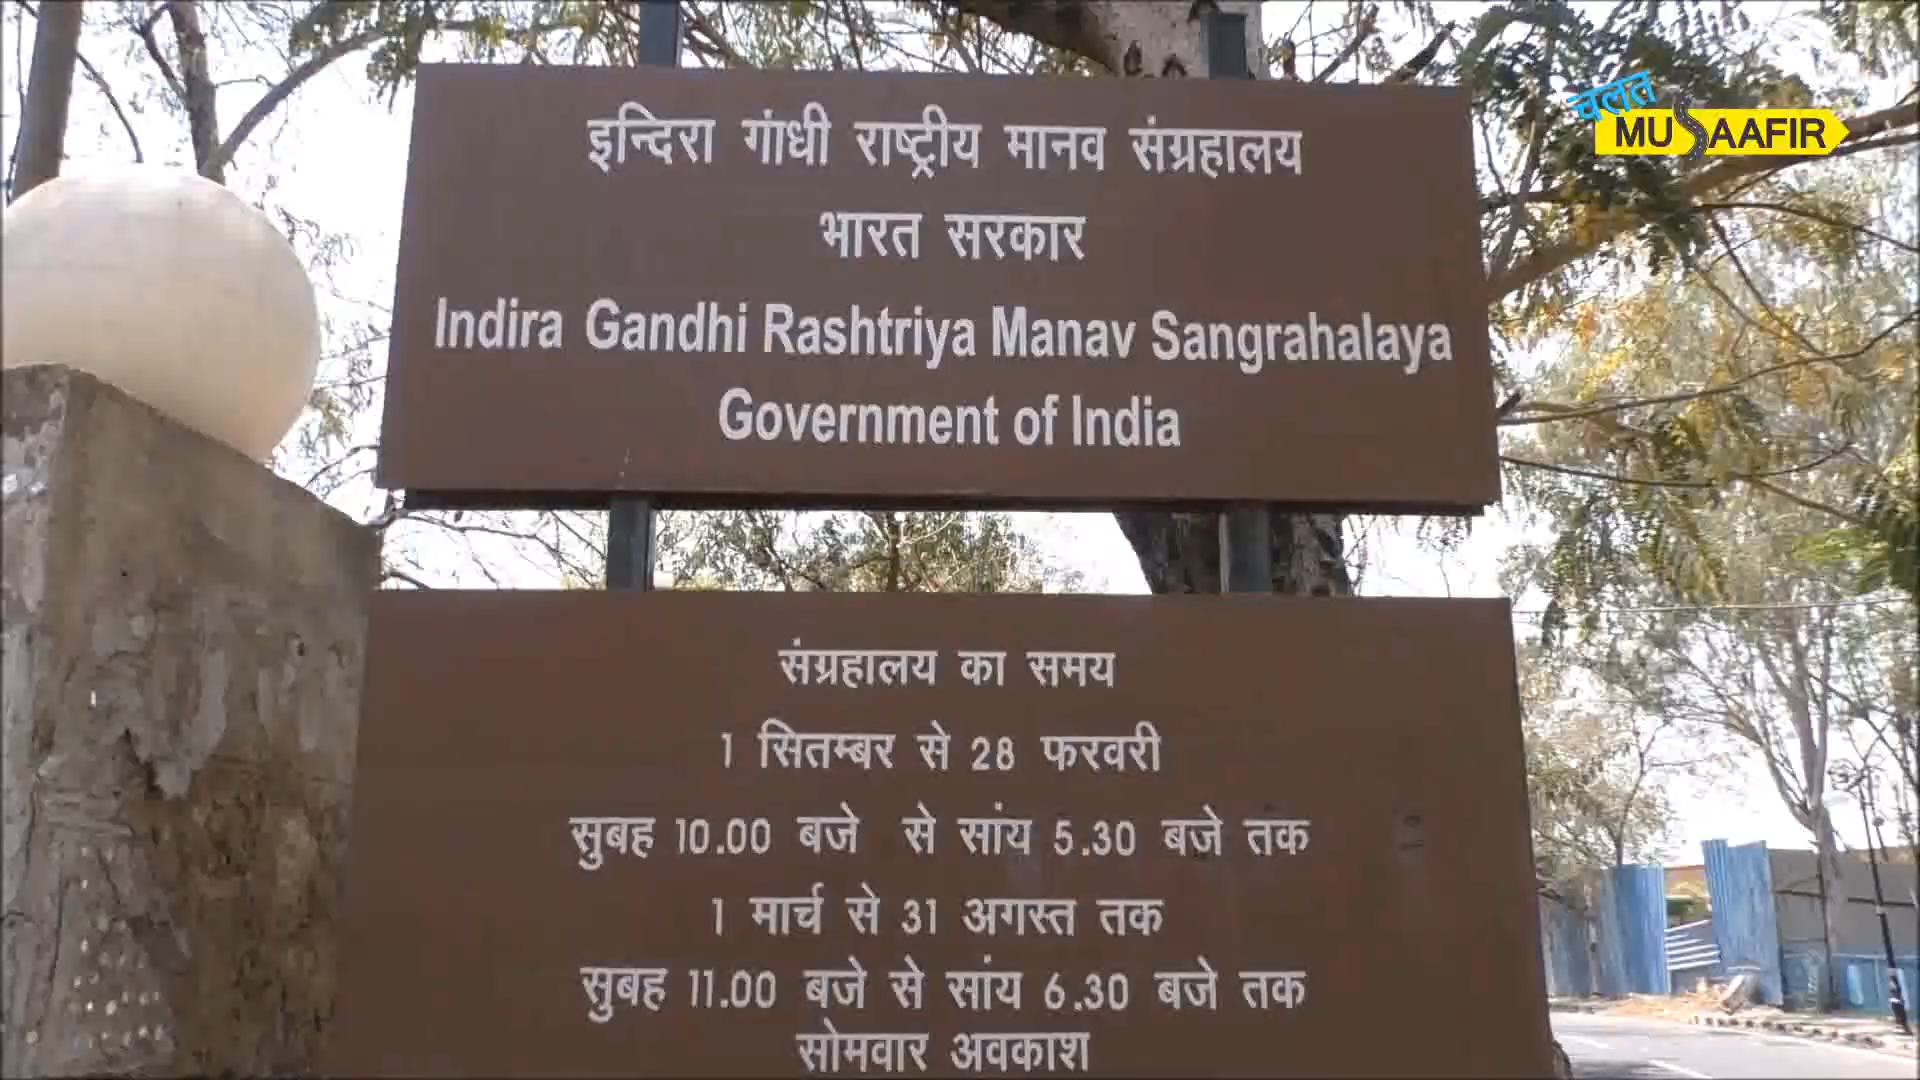 चलत
MUSAAFIR
इन्दिरा गांधी राष्ट्रीय मानव संग्रहालय
भारत सरकार
Indira Gandhi Rashtriya Manav Sangrahalaya
Government of India
संग्रहालय का समय
1 सितम्बर से 28 फरवरी
सुबह 10.00 बजे से सांय 5.30 बजे तक
1 मार्च से 31 अगस्त तक
सुबह 11.00 बजे से सांय 6.30 बजे तक
सोमवार अवकाश